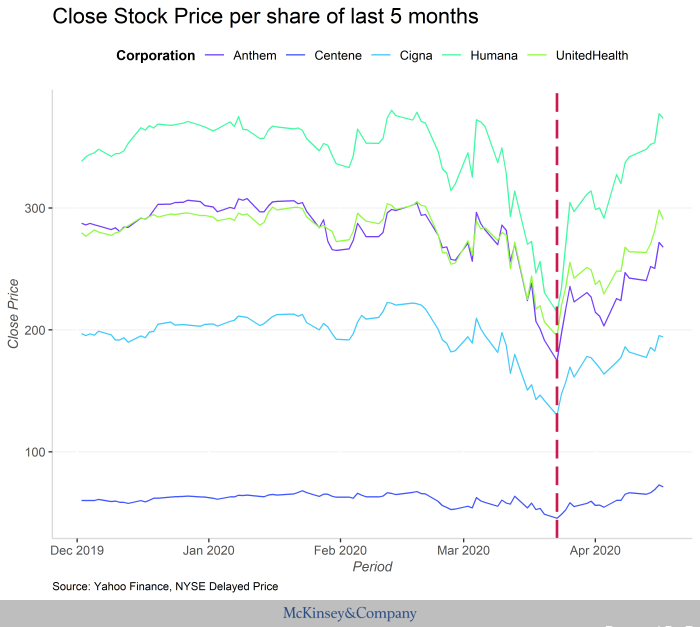 Close Stock Price per share of last 5 months
Corporation Anthem Centene Cigna Humana UnitedHealth
Close Price
300
200
100
Dec 2019 Jan 2020 Feb 2020 Mar 2020 Apr 2020
Period
Source: Yahoo Finance, NYSE Delayed Price
McKinsey&Company